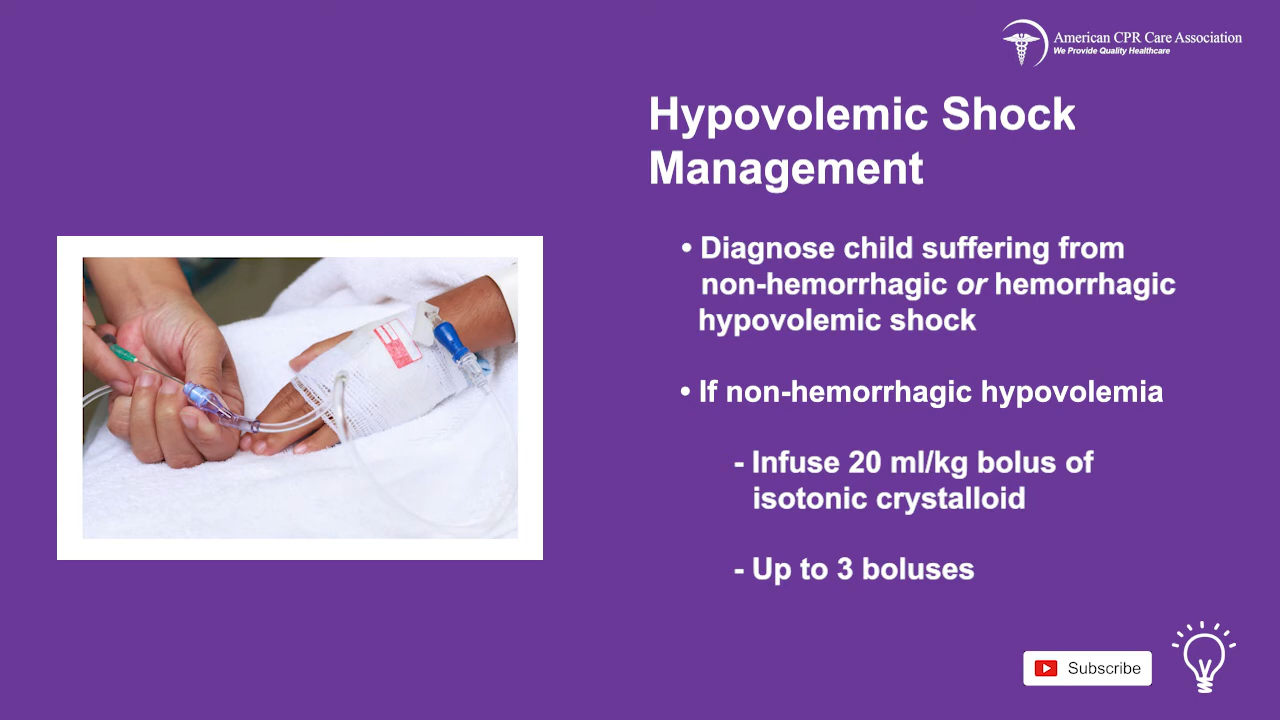 American CPR Care Association
We Provide Quality Healthcare
Hypovolemic Shock
Management
• Diagnose child suffering from
non-hemorrhagic or hemorrhagic
hypovolemic shock
• If non-hemorrhagic hypovolemia
- Infuse 20 ml/kg bolus of
isotonic crystalloid
- Up to 3 boluses
Subscribe